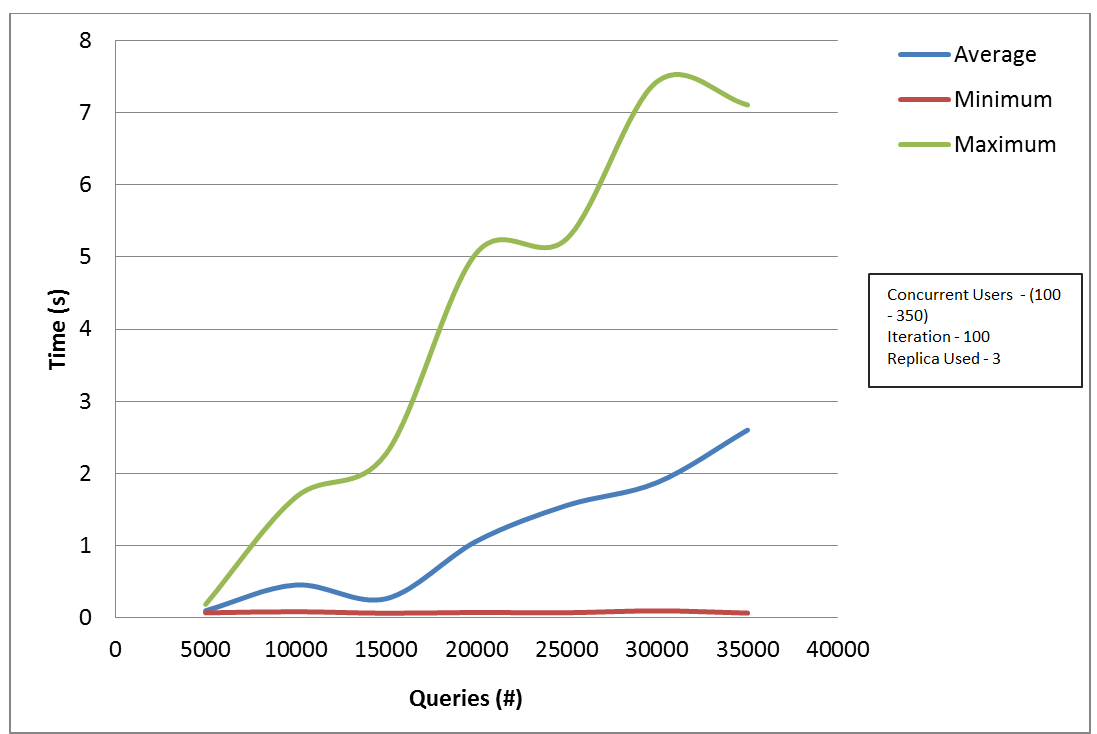 8
7
6
5
4
3
2
1
0
Time (s)
0 5000 10000 15000 20000 25000 30000 35000 40000
Queries (#)
Average
Minimum
Maximum
Concurrent Users - (100
- 350)
Iteration - 100
Replica Used - 3